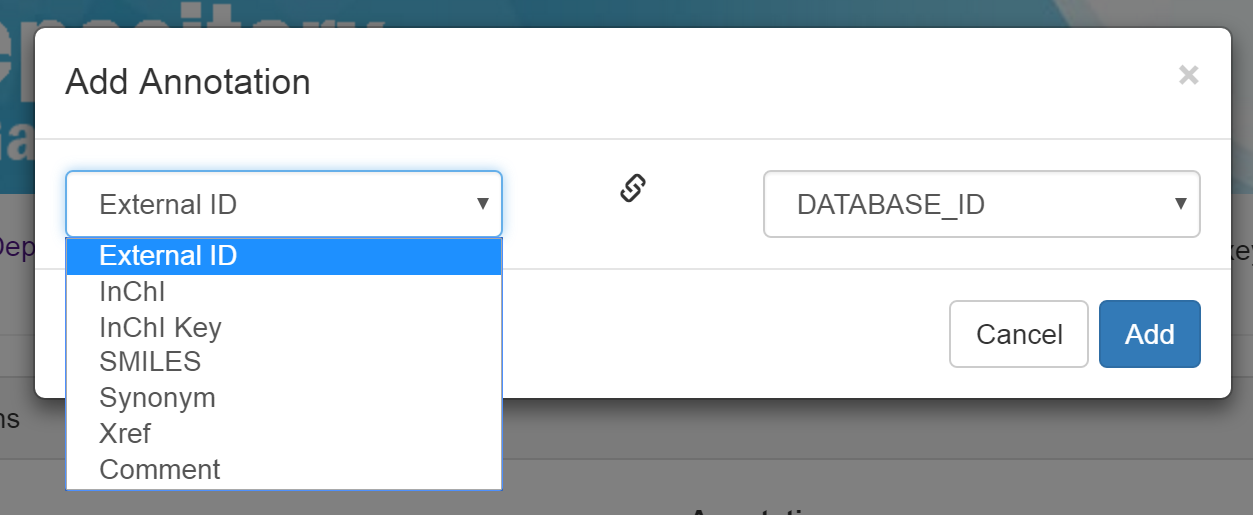 Add Annotation
×
External ID
DATABASE_ID
External ID
InChI
InChI Key
SMILES
Synonym
Xref
Comment
Cancel
Add